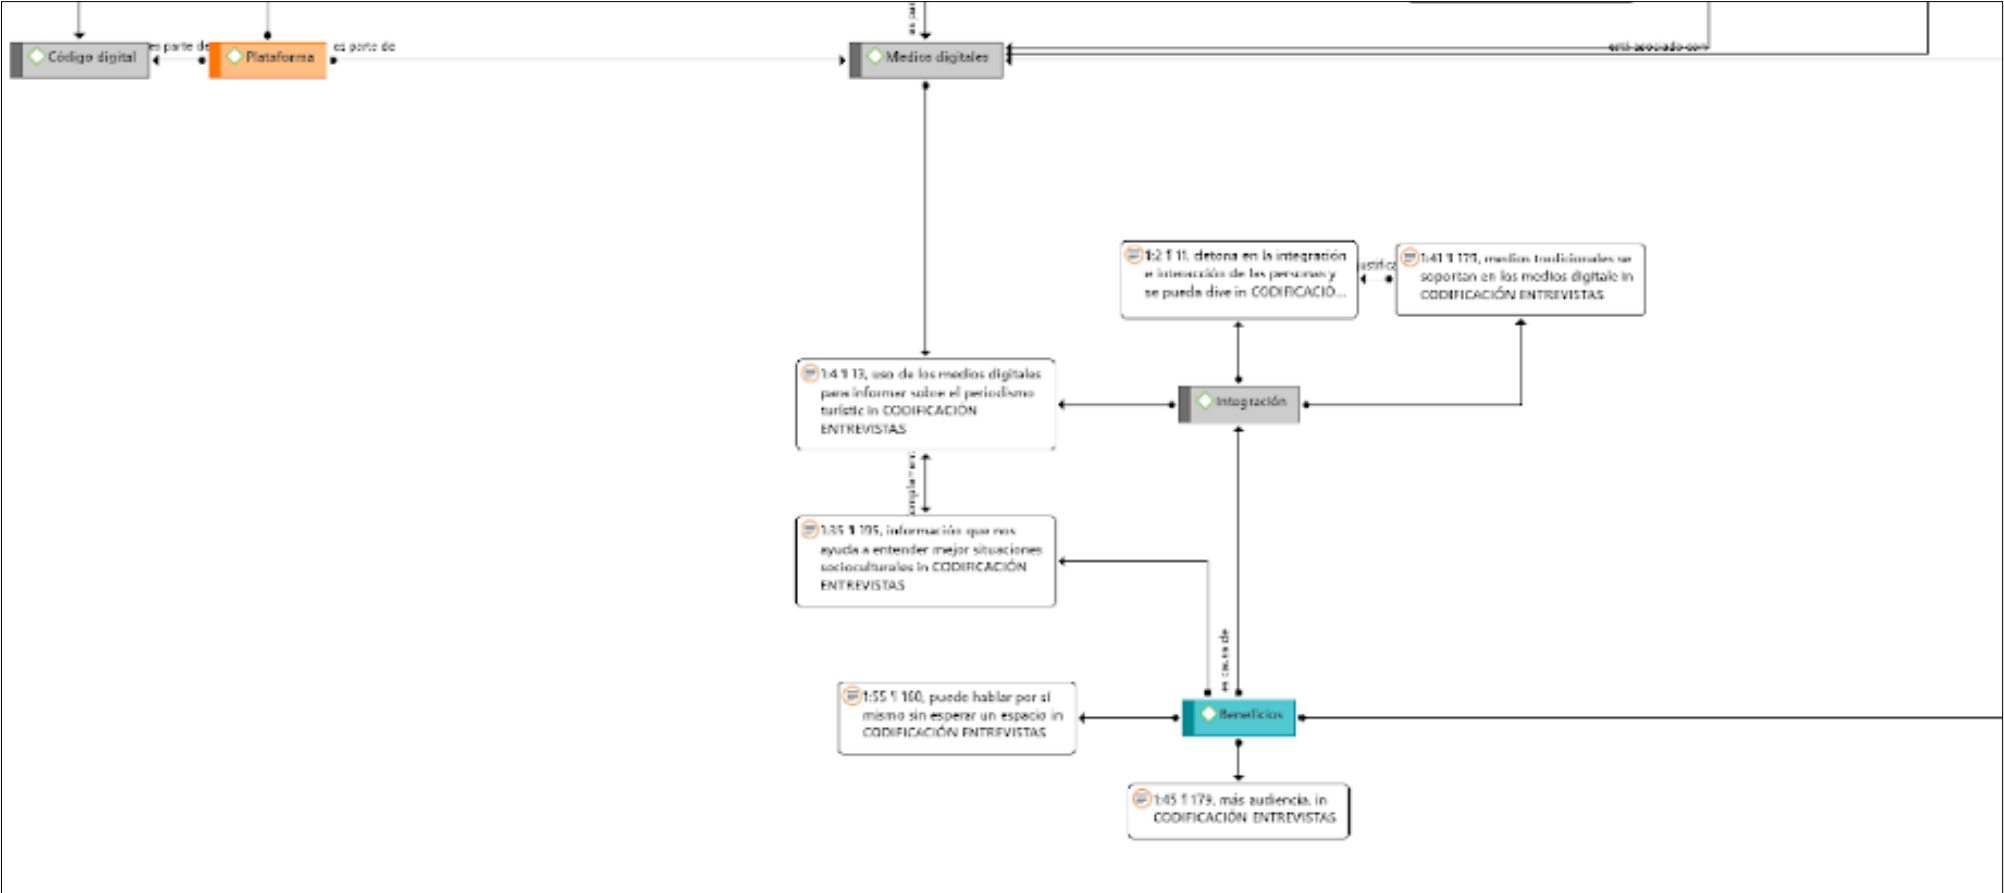 Código digital
es parte de
Plataforma
es parte de
Medios digitales
está asociado con
1:2 ¶ 11, detona en la integración
e interacción de las personas y
se pueda dive in CODIFICACIÓ...
1:41 ¶ 171, medios tradicionales se
soportan en los medios digitale in
CODIFICACIÓN ENTREVISTAS
1:4 ¶ 13, uso de los medios digitales
para informar sobre el periodismo
turístic in CODIFICACIÓN
ENTREVISTAS
Integración
1:35 ¶ 195, información que nos
ayuda a entender mejor situaciones
socioculturales in CODIFICACIÓN
ENTREVISTAS
es causa de
1:55 ¶ 160, puede hablar por sí
mismo sin esperar un espacio in
CODIFICACIÓN ENTREVISTAS
Beneficios
1:45 ¶ 179, más audiencia. in
CODIFICACIÓN ENTREVISTAS